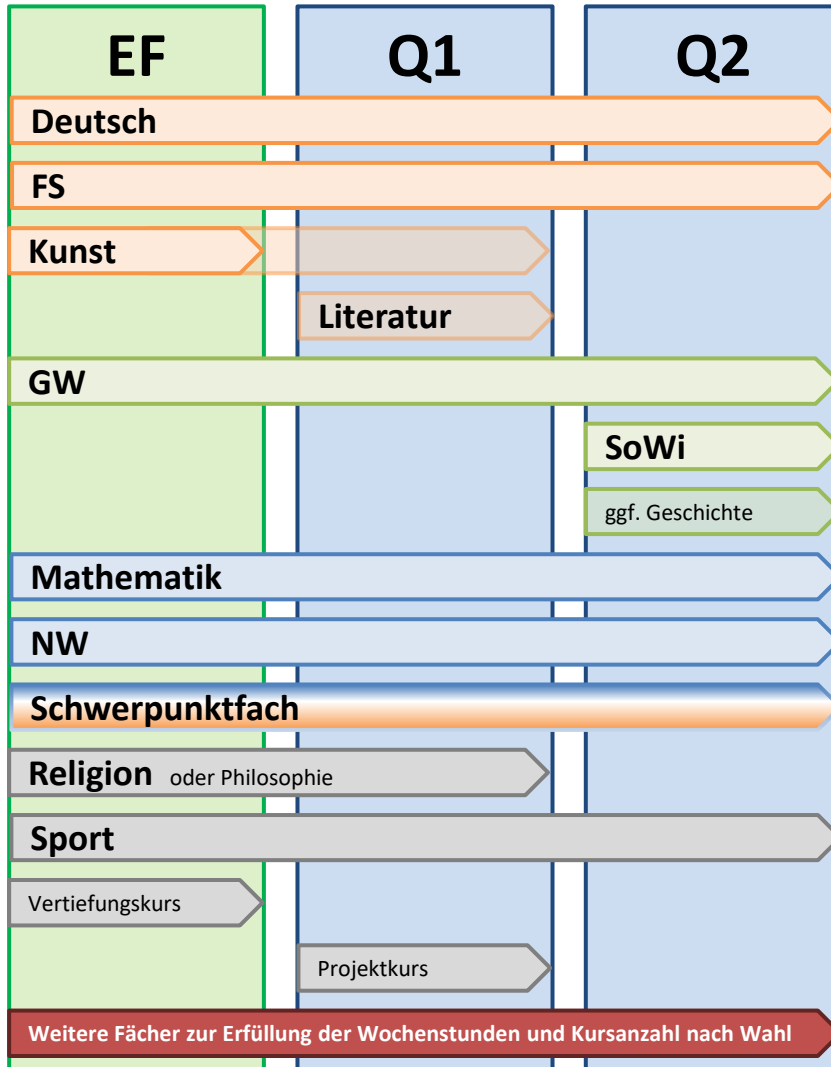 EF Q1 Q2
Deutsch
FS
Kunst
Literatur
GW
SoWi
ggf. Geschichte
Mathematik
NW
Schwerpunktfach
Religion oder Philosophie
Sport
Vertiefungskurs
Projektkurs
Weitere Fächer zur Erfüllung der Wochenstunden und Kursanzahl nach Wahl